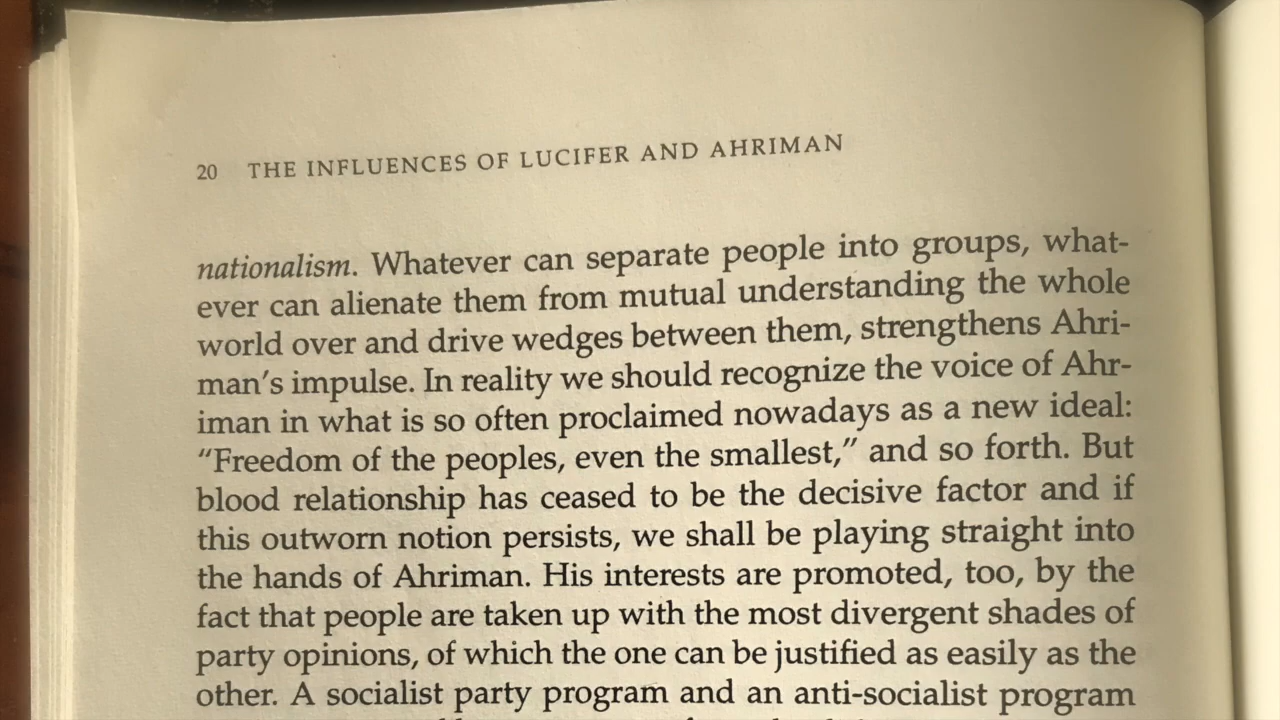 20 THE INFLUENCES OF LUCIFER AND AHRIMAN
nationalism. Whatever can separate people into groups, what-
ever can alienate them from mutual understanding the whole
world over and drive wedges between them, strengthens Ahri-
man's impulse. In reality we should recognize the voice of Ahr-
iman in what is so often proclaimed nowadays as a new ideal:
“Freedom of the peoples, even the smallest,” and so forth. But
blood relationship has ceased to be the decisive factor and if
this outworn notion persists, we shall be playing straight into
the hands of Ahriman. His interests are promoted, too, by the
fact that people are taken up with the most divergent shades of
party opinions, of which the one can be justified as easily as the
other. A socialist party program and an anti-socialist program